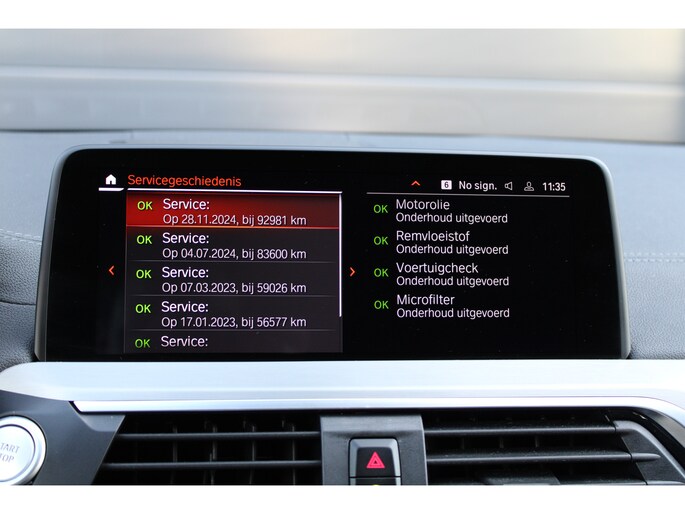 Servicegeschiedenis
6 No sign. 11:35
OK Service:
Op 28.11.2024, bij 92981 km
OK Service:
Op 04.07.2024, bij 83600 km
OK Service:
Op 07.03.2023, bij 59026 km
OK Service:
Op 17.01.2023, bij 56577 km
OK Service:
OK Motorolie
Onderhoud uitgevoerd
OK Remvloeistof
Onderhoud uitgevoerd
OK Voertuigcheck
Onderhoud uitgevoerd
OK Microfilter
Onderhoud uitgevoerd
START
STOP